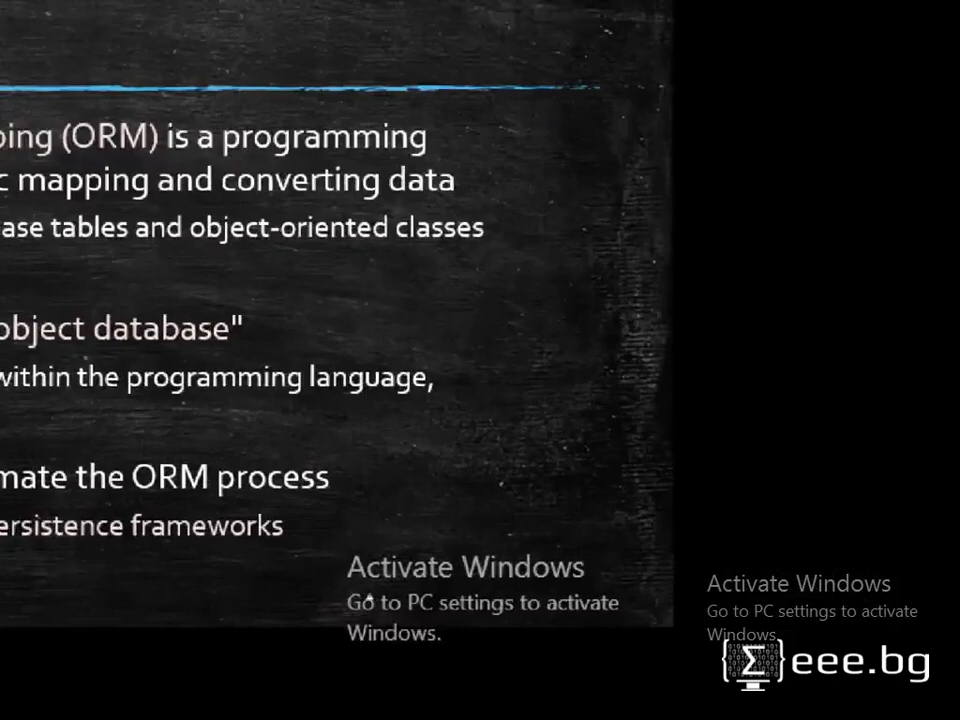 ping (ORM) is a programming
c mapping and converting data
ase tables and object-oriented classes
object database"
within the programming language,
mate the ORM process
ersistence frameworks
Activate Windows
Go to PC settings to activate
Windows.
Activate Windows
Go to PC settings to activate
Windows.
{Σ}eee.bg